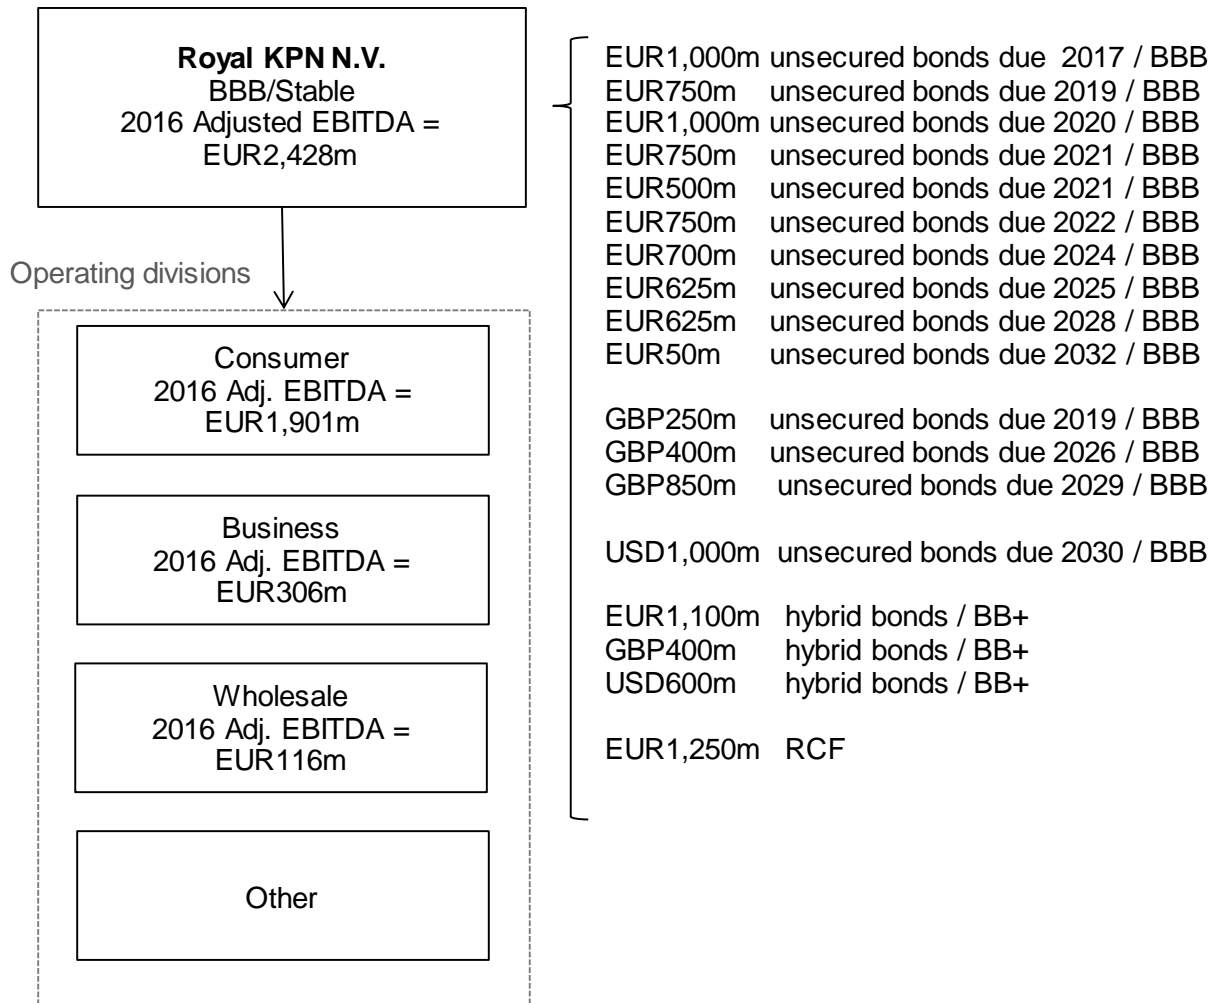 Royal KPN N.V.
BBB/Stable
2016 Adjusted EBITDA =
EUR2,428m
Operating divisions
Consumer
2016 Adj. EBITDA =
EUR1,901m
Business
2016 Adj. EBITDA =
EUR306m
Wholesale
2016 Adj. EBITDA =
EUR116m
Other
EUR1,000m unsecured bonds due 2017 / BBB
EUR750m unsecured bonds due 2019 / BBB
EUR1,000m unsecured bonds due 2020 / BBB
EUR750m unsecured bonds due 2021 / BBB
EUR500m unsecured bonds due 2021 / BBB
EUR750m unsecured bonds due 2022 / BBB
EUR700m unsecured bonds due 2024 / BBB
EUR625m unsecured bonds due 2025 / BBB
EUR625m unsecured bonds due 2028 / BBB
EUR50m unsecured bonds due 2032 / BBB
GBP250m unsecured bonds due 2019 / BBB
GBP400m unsecured bonds due 2026 / BBB
GBP850m unsecured bonds due 2029 / BBB
USD1,000m unsecured bonds due 2030 / BBB
EUR1,100m hybrid bonds / BB+
GBP400m hybrid bonds / BB+
USD600m hybrid bonds / BB+
EUR1,250m RCF